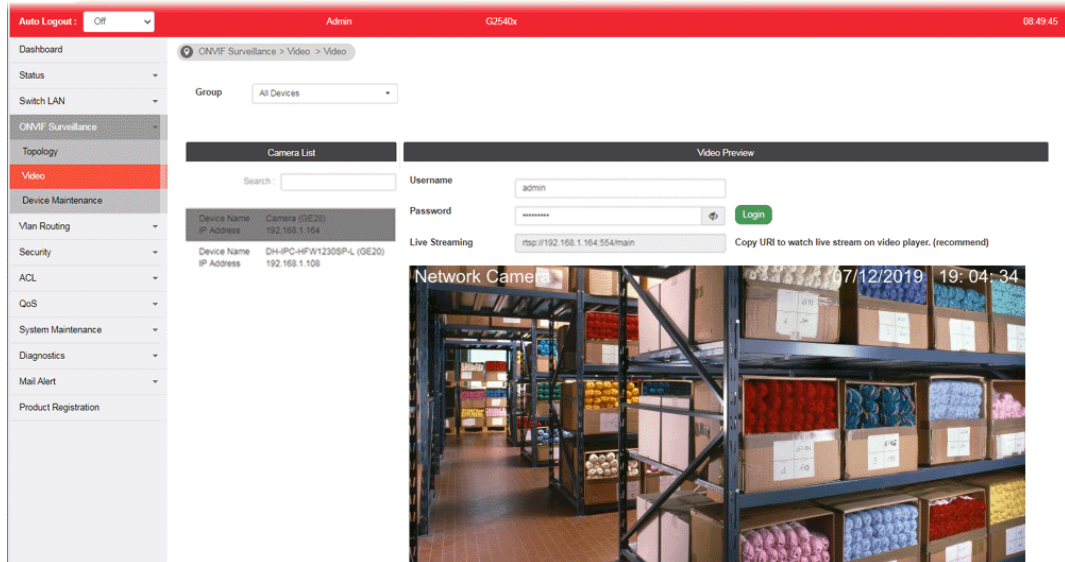 Auto Logout : Off Admin G2540x 08:49:45
Dashboard
Status
Switch LAN
ONVIF Surveillance
Topology
Video
Device Maintenance
Vlan Routing
Security
ACL
QoS
System Maintenance
Diagnostics
Mail Alert
Product Registration
ONVIF Surveillance > Video > Video
Group All Devices
Camera List
Search :
Device Name Camera (GE28)
IP Address 192.168.1.164
Device Name DH-IPC-HFW1230SP-L (GE20)
IP Address 192.168.1.108
Video Preview
Username admin
Password ********* Login
Live Streaming rtsp://192.168.1.164:554/main Copy URI to watch live stream on video player. (recommend)
Network Camera 07/12/2019 19: 04: 34